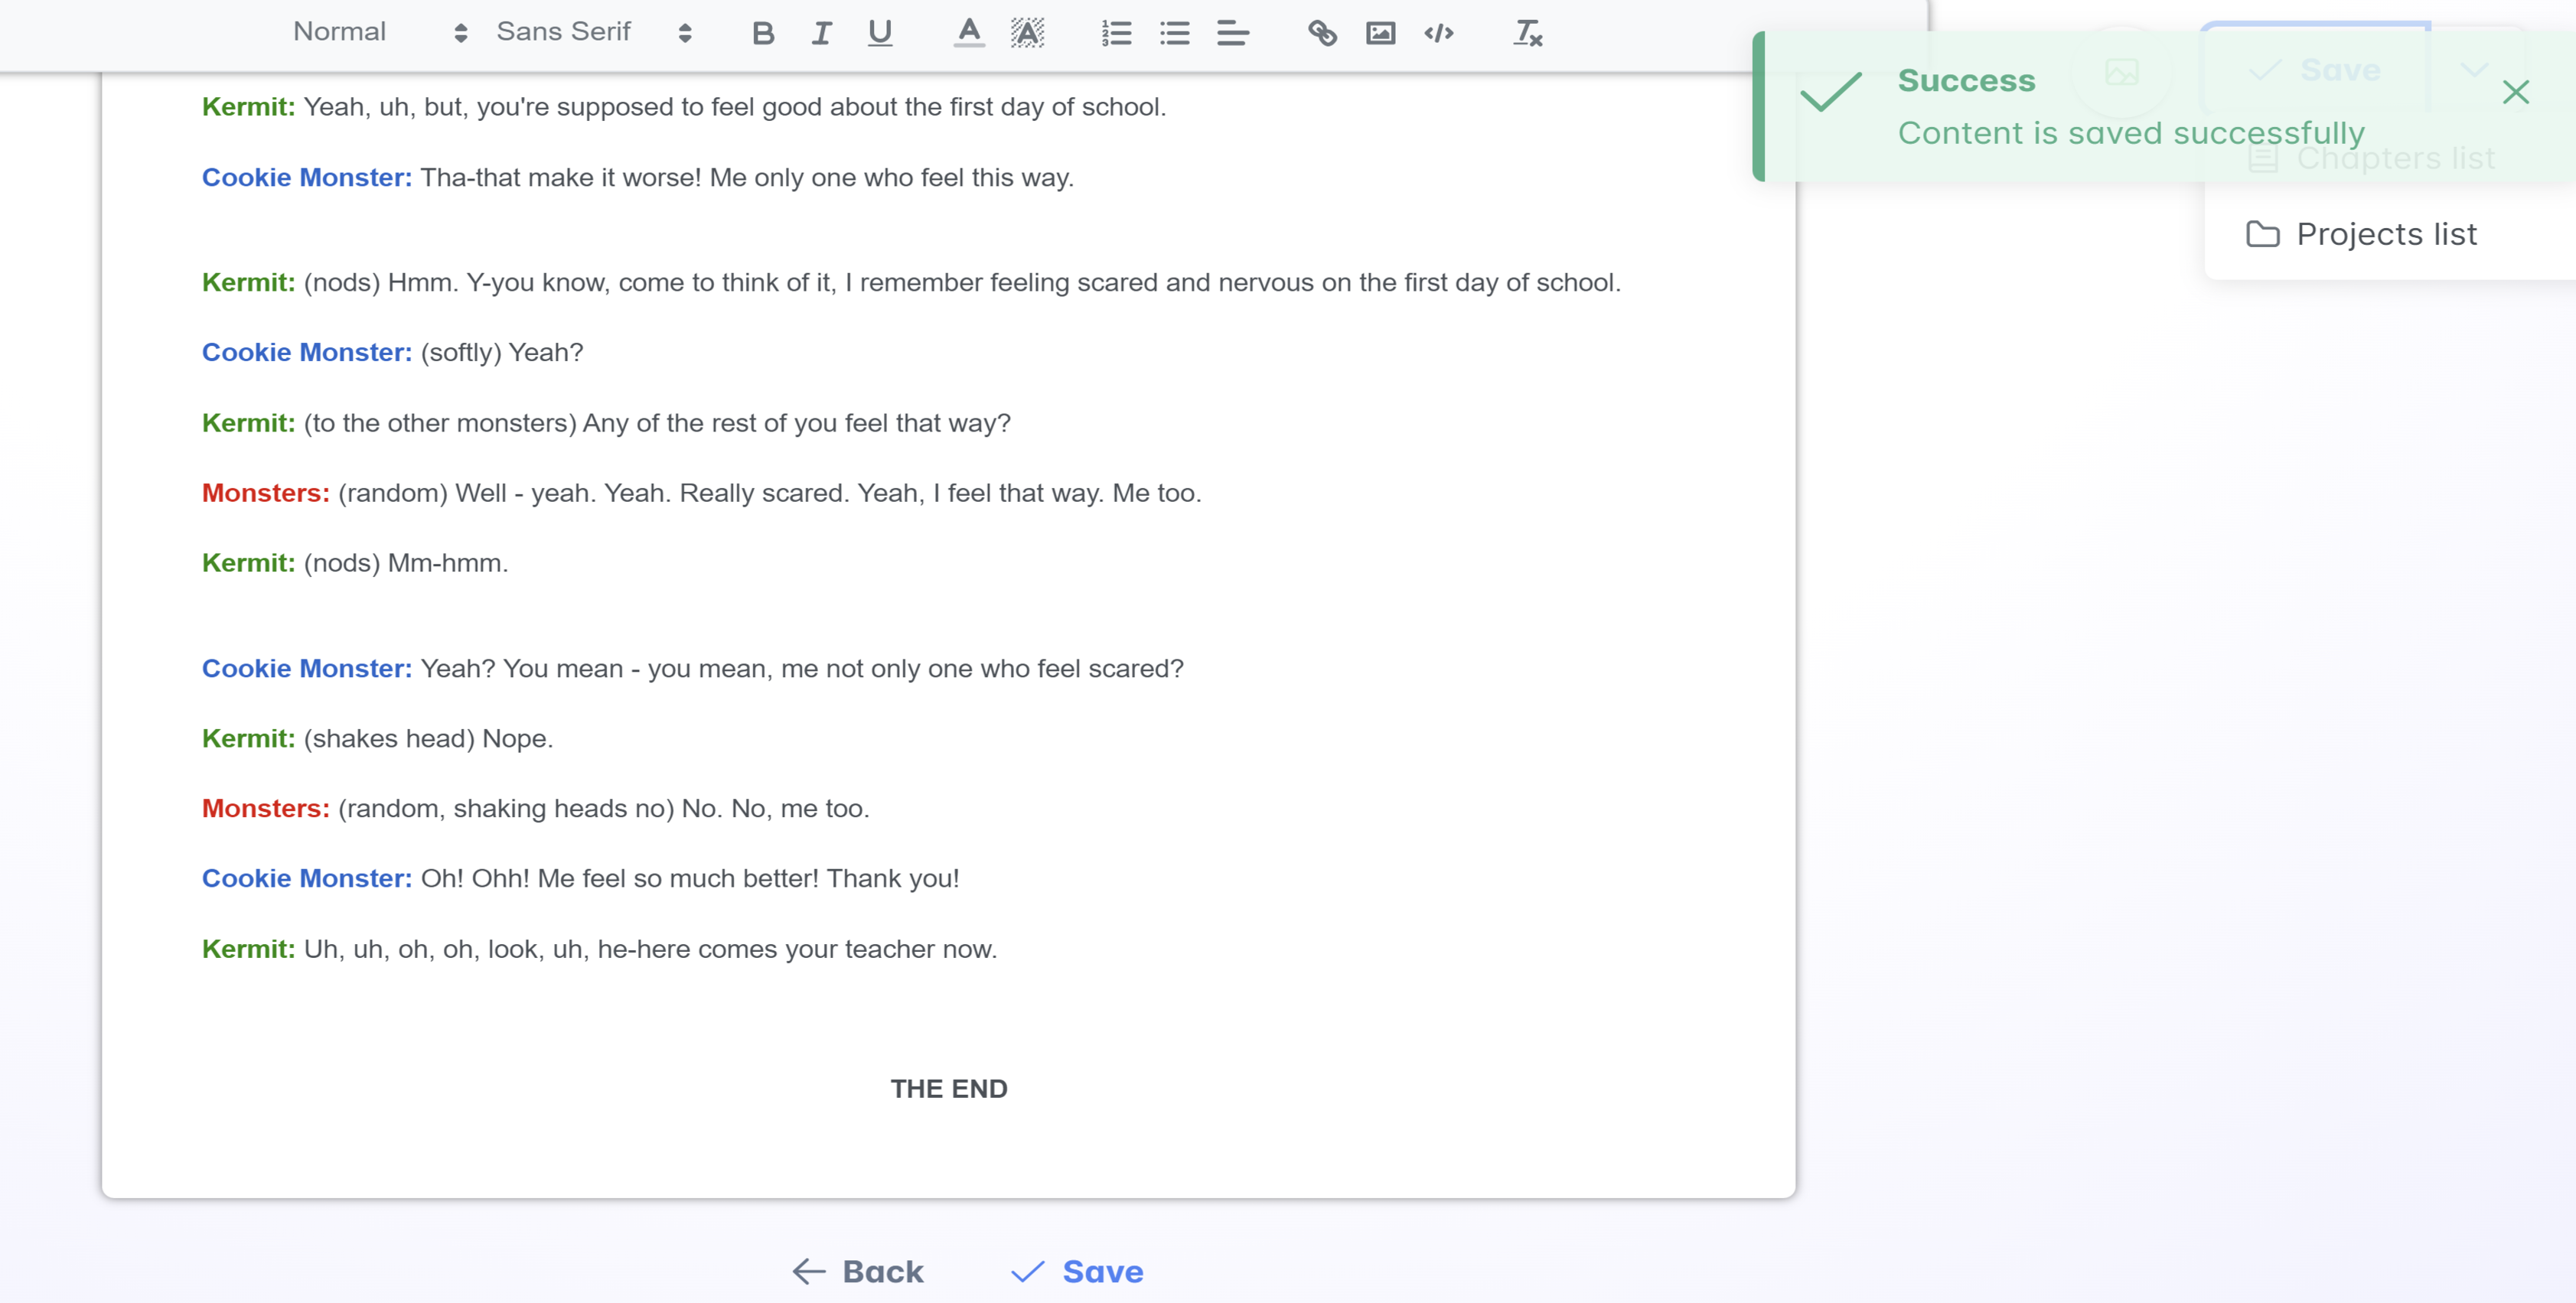 Normal Sans Serif
Save
Success
Content is saved successfully
Chapters list
Projects list
Kermit: Yeah, uh, but, you're supposed to feel good about the first day of school.
Cookie Monster: Tha-that make it worse! Me only one who feel this way.
Kermit: (nods) Hmm. Y-you know, come to think of it, I remember feeling scared and nervous on the first day of school.
Cookie Monster: (softly) Yeah?
Kermit: (to the other monsters) Any of the rest of you feel that way?
Monsters: (random) Well - yeah. Yeah. Really scared. Yeah, I feel that way. Me too.
Kermit: (nods) Mm-hmm.
Cookie Monster: Yeah? You mean - you mean, me not only one who feel scared?
Kermit: (shakes head) Nope.
Monsters: (random, shaking heads no) No. No, me too.
Cookie Monster: Oh! Ohh! Me feel so much better! Thank you!
Kermit: Uh, uh, oh, oh, look, uh, he-here comes your teacher now.
THE END
Back Save